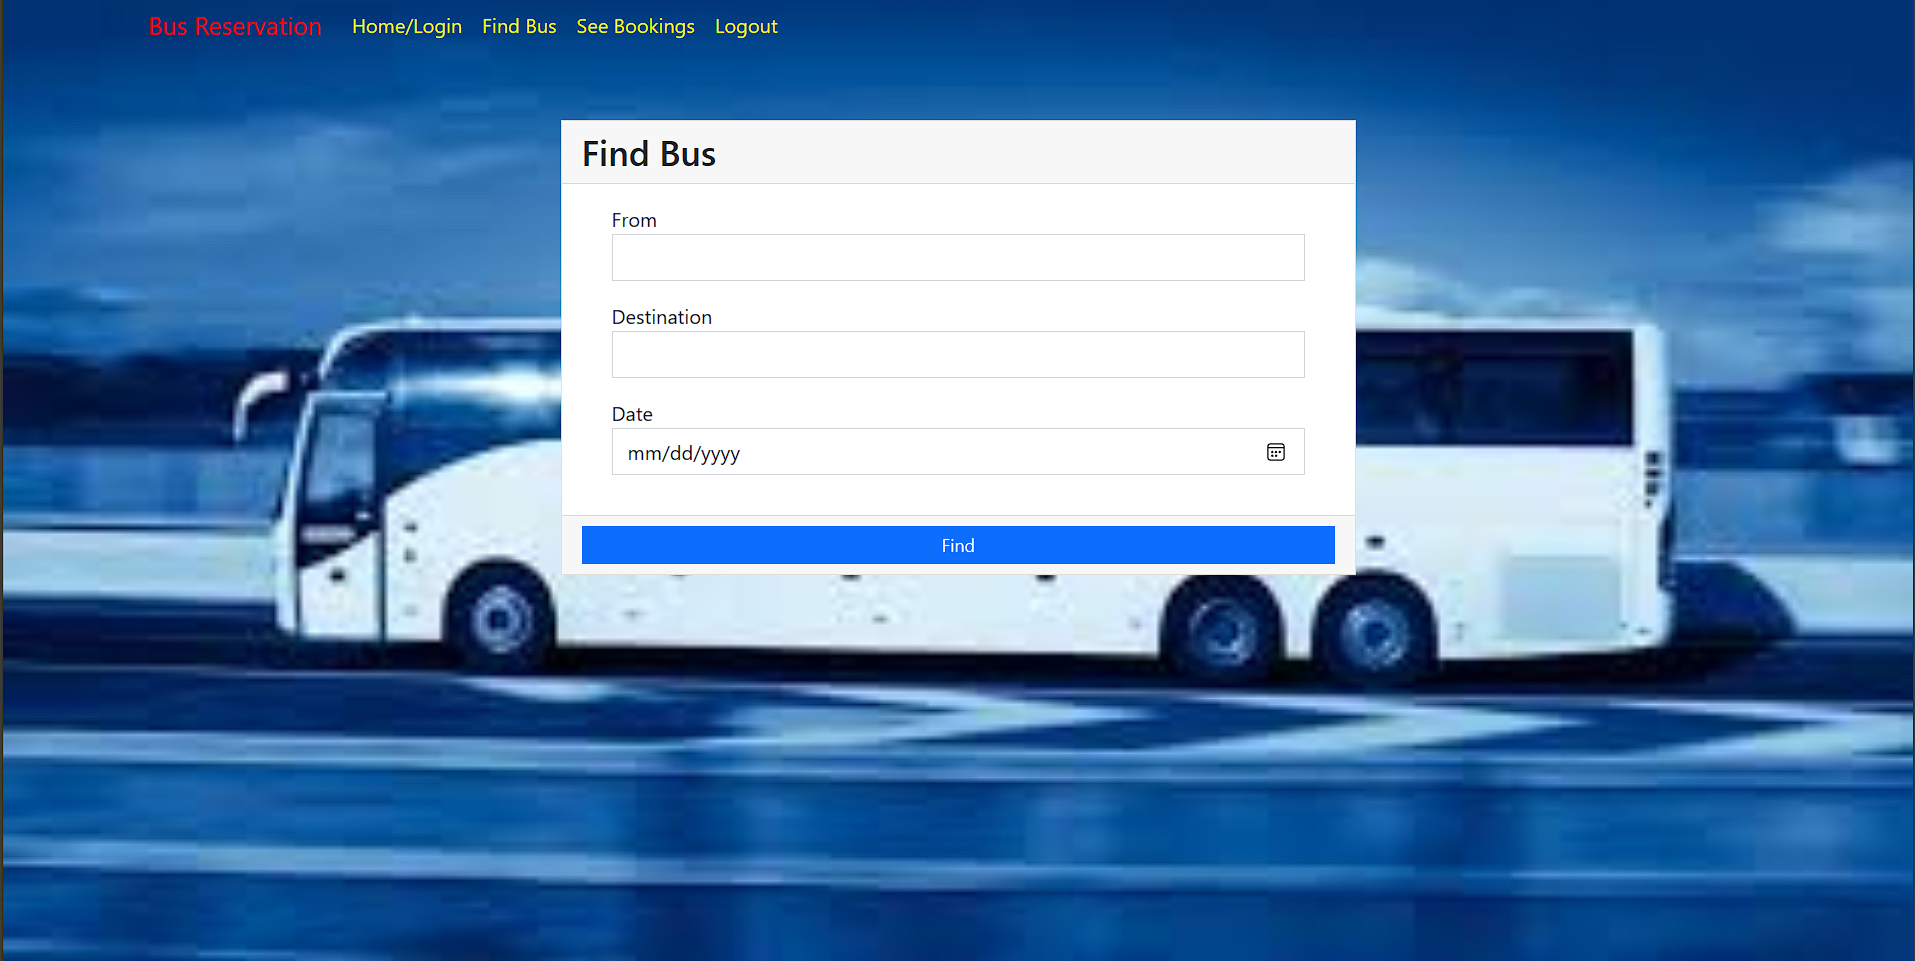 Bus Reservation Home/Login Find Bus See Bookings Logout
Find Bus
From
Destination
Date
mm/dd/yyyy
Find